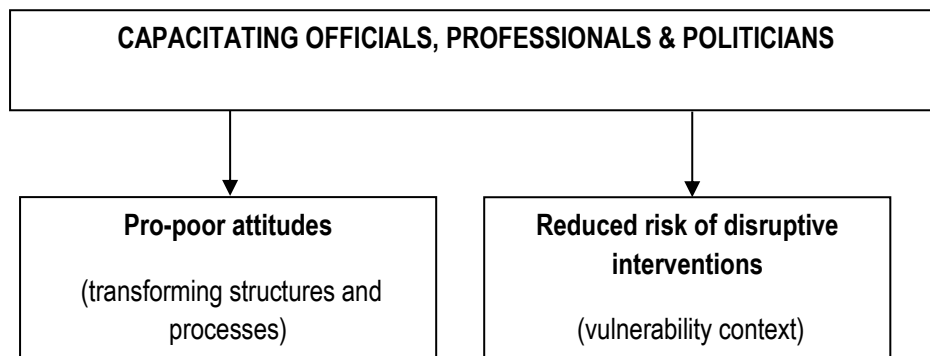 CAPACITATING OFFICIALS, PROFESSIONALS & POLITICIANS
Pro-poor attitudes
(transforming structures and
processes)
Reduced risk of disruptive
interventions
(vulnerability context)